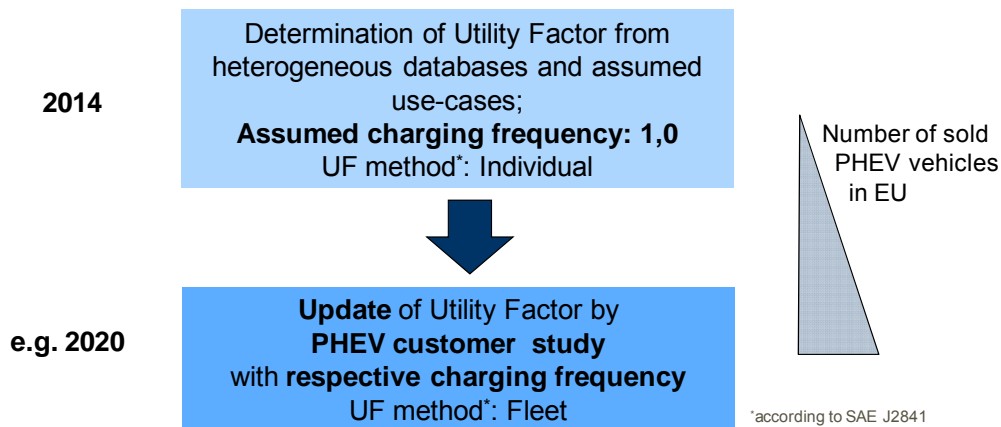 2014
Determination of Utility Factor from
heterogeneous databases and assumed
use-cases;
Assumed charging frequency: 1,0
UF method*: Individual
Number of sold
PHEV vehicles
in EU
e.g. 2020
Update of Utility Factor by
PHEV customer study
with respective charging frequency
UF method*: Fleet
*according to SAE J2841